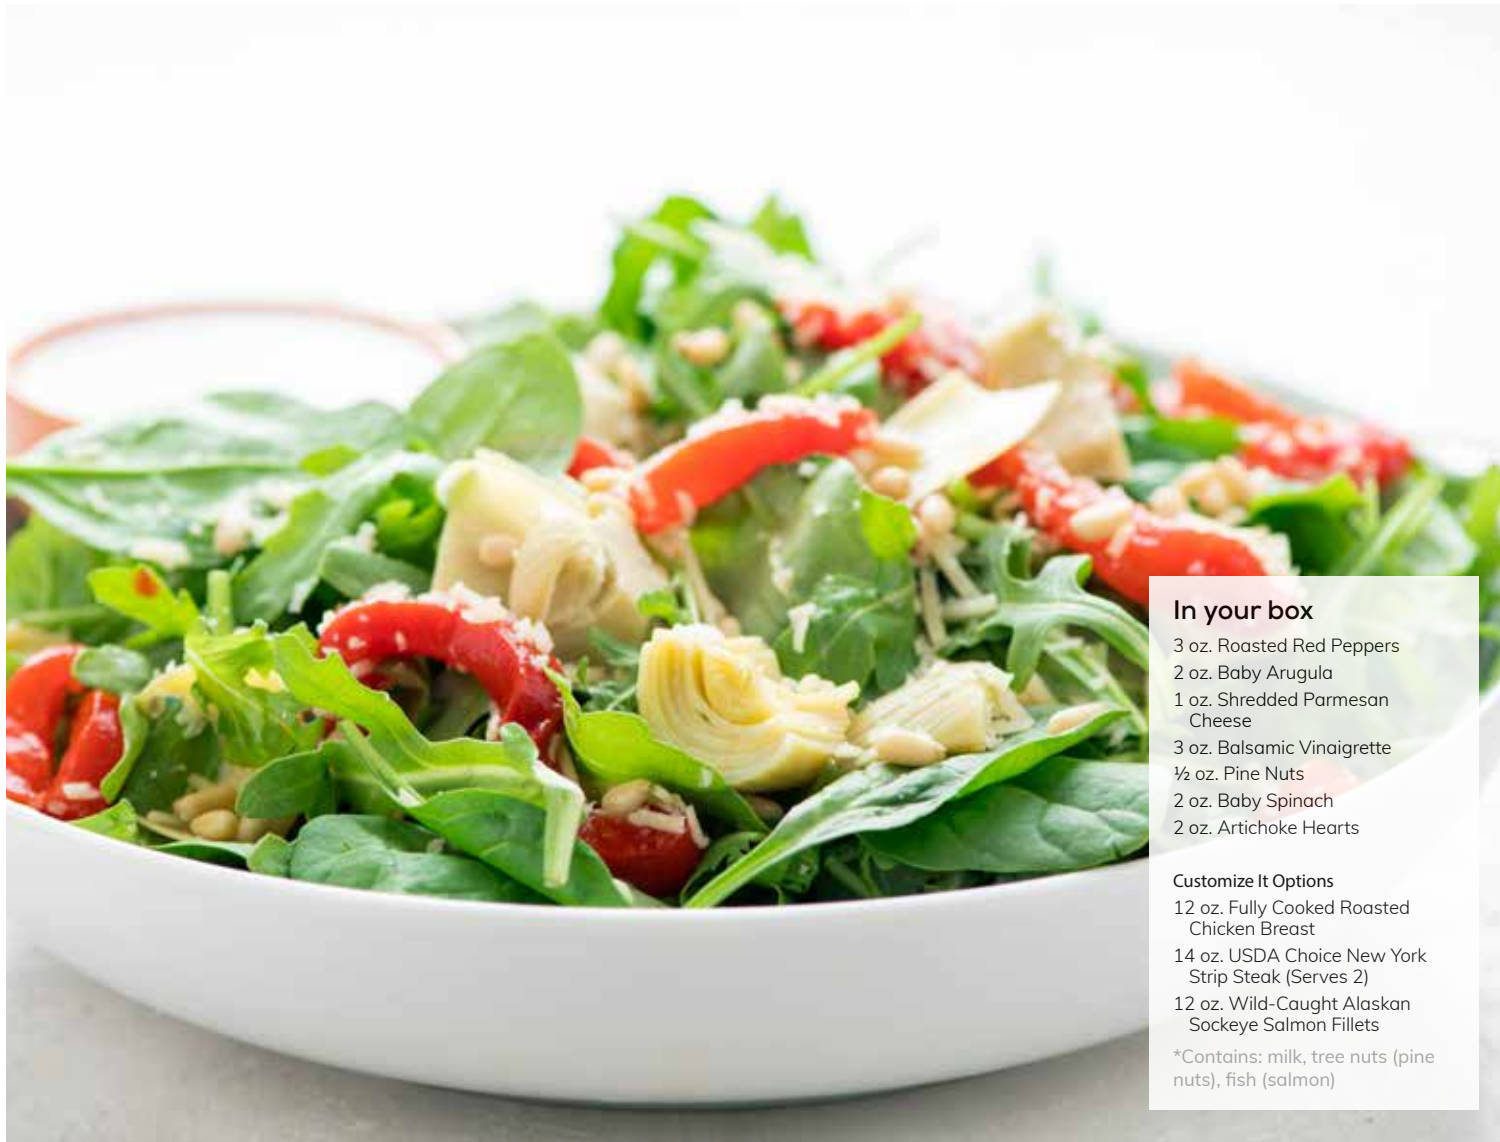 In your box
3 oz. Roasted Red Peppers
2 oz. Baby Arugula
1 oz. Shredded Parmesan
Cheese
3 oz. Balsamic Vinaigrette
½ oz. Pine Nuts
2 oz. Baby Spinach
2 oz. Artichoke Hearts
Customize It Options
12 oz. Fully Cooked Roasted
Chicken Breast
14 oz. USDA Choice New York
Strip Steak (Serves 2)
12 oz. Wild-Caught Alaskan
Sockeye Salmon Fillets
*Contains: milk, tree nuts (pine
nuts), fish (salmon)